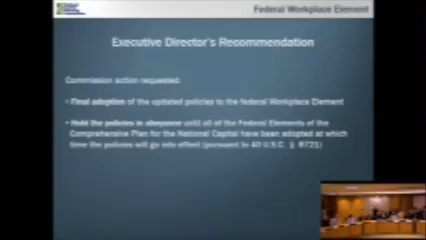 Federal Workplace Element
Executive Director's Recommendation
Commission action requested:
• Final adoption of the updated policies to the federal Workplace Element
• Hold the policies in abeyance until all of the Federal Elements of the
Comprehensive Plan for the National Capital have been adopted at which
time the policies will go into effect (pursuant to 40 U.S.C. § 8721)